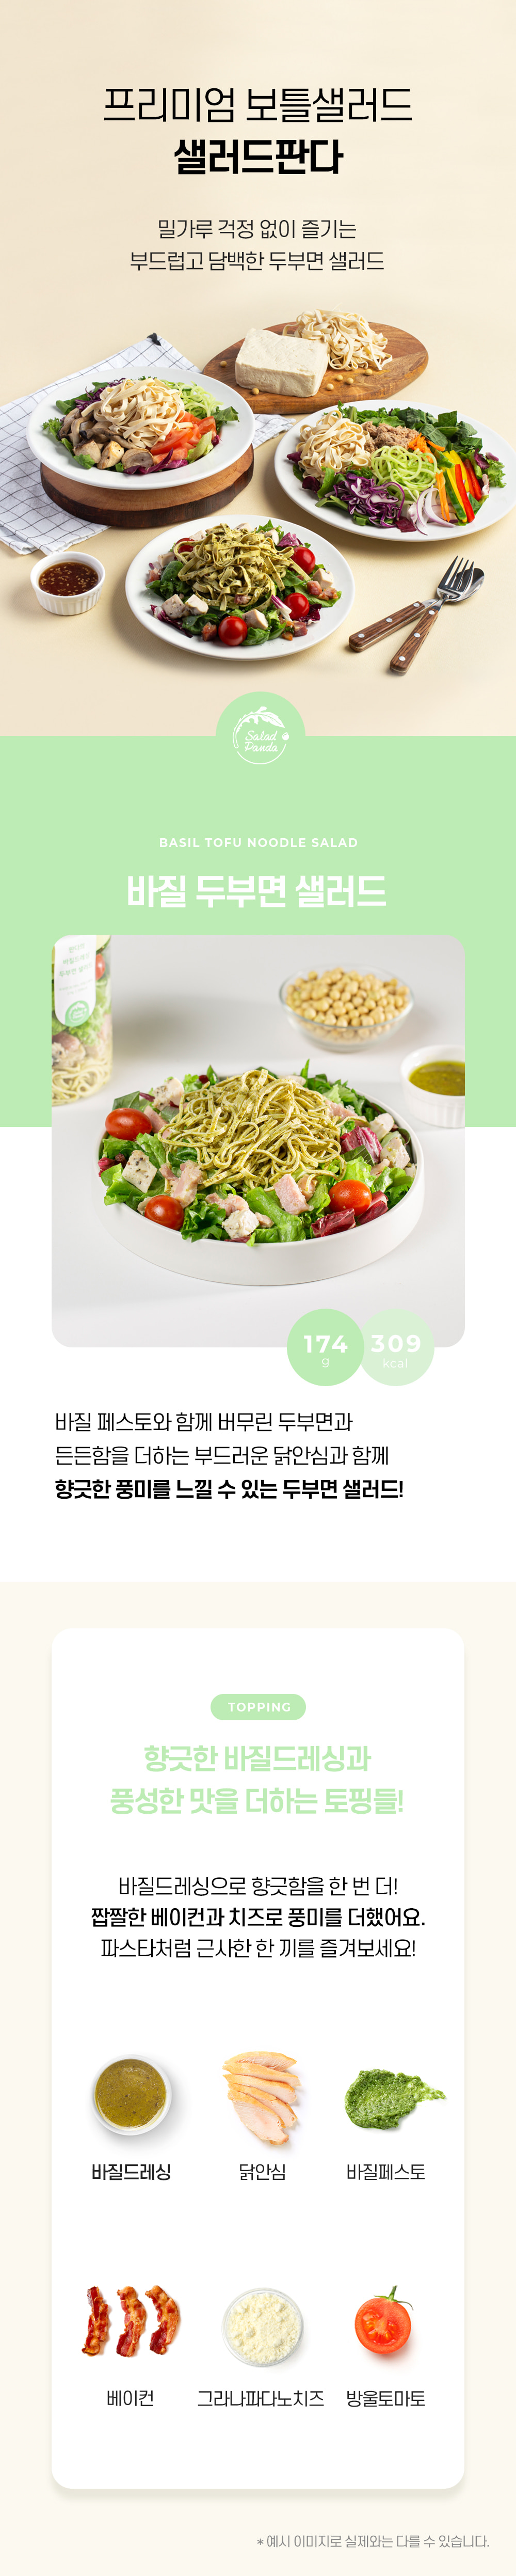 프리미엄 보틀샐러드
샐러드판다
밀가루 걱정 없이 즐기는
부드럽고 담백한 두부면 샐러드
Salad
Panda
BASIL TOFU NOODLE SALAD
바질 두부면 샐러드
174
g
309
kcal
바질 페스토와 함께 버무린 두부면과
든든함을 더하는 부드러운 닭안심과 함께
향긋한 풍미를 느낄 수 있는 두부면 샐러드!
TOPPING
향긋한 바질드레싱과
풍성한 맛을 더하는 토핑들!
바질드레싱으로 향긋함을 한 번 더!
짭짤한 베이컨과 치즈로 풍미를 더했어요.
파스타처럼 근사한 한 끼를 즐겨보세요!
바질드레싱
닭안심
바질페스토
베이컨
그라나파다노치즈
방울토마토
* 예시 이미지로 실제와는 다를 수 있습니다.